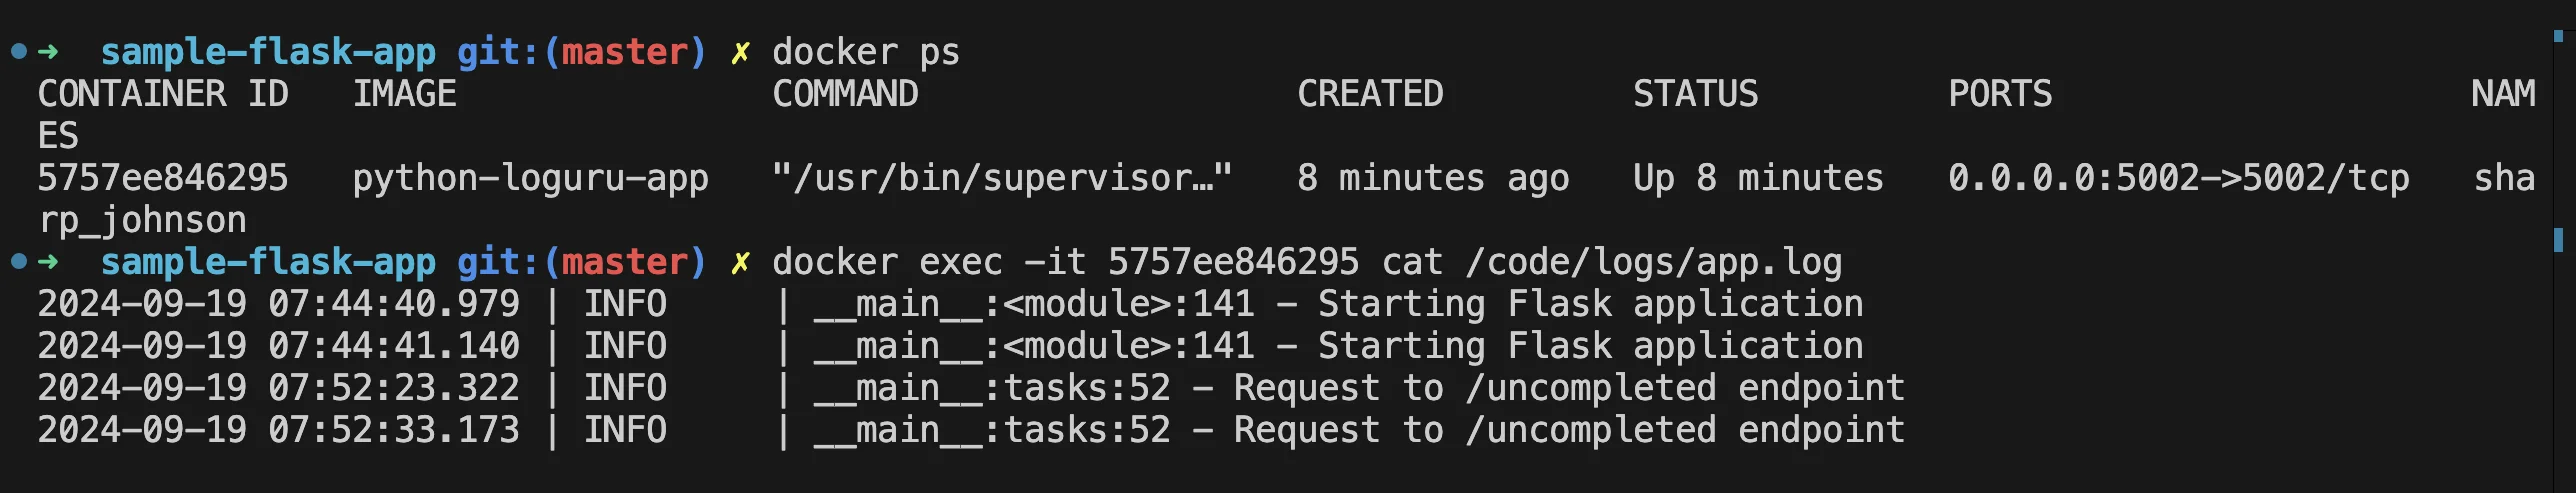 ➜  sample-flask-app git:(master) ✗ docker ps
CONTAINER ID   IMAGE               COMMAND                  CREATED         STATUS         PORTS                    NAM
ES
5757ee846295   python-loguru-app   "/usr/bin/supervisor…"   8 minutes ago   Up 8 minutes   0.0.0.0:5002->5002/tcp   sha
rp_johnson
➜  sample-flask-app git:(master) ✗ docker exec -it 5757ee846295 cat /code/logs/app.log
2024-09-19 07:44:40.979 | INFO     | __main__:<module>:141 - Starting Flask application
2024-09-19 07:44:41.140 | INFO     | __main__:<module>:141 - Starting Flask application
2024-09-19 07:52:23.322 | INFO     | __main__:tasks:52 - Request to /uncompleted endpoint
2024-09-19 07:52:33.173 | INFO     | __main__:tasks:52 - Request to /uncompleted endpoint